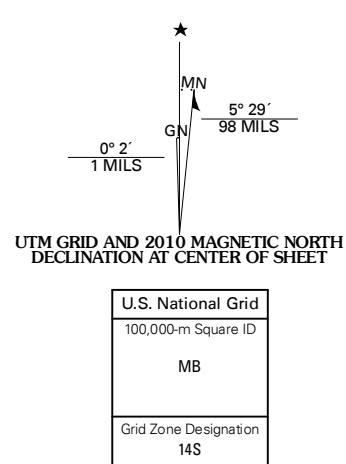 MN
GN
5° 29´
98 MILS
0° 2´
1 MILS
UTM GRID AND 2010 MAGNETIC NORTH
DECLINATION AT CENTER OF SHEET
U.S. National Grid
100,000-m Square ID
MB
Grid Zone Designation
14S